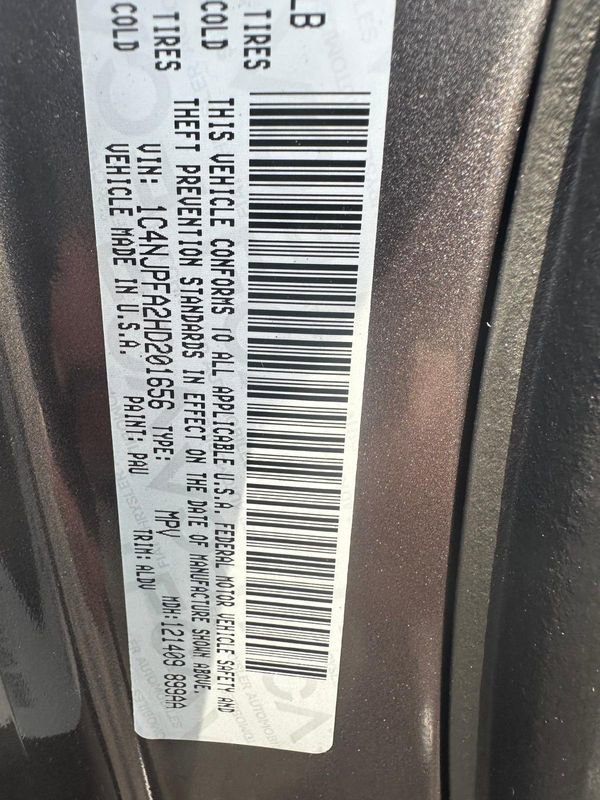 LB
TIRES COLD
TIRES COLD
THIS VEHICLE CONFORMS TO ALL APPLICABLE U.S.A. FEDERAL MOTOR VEHICLE SAFETY AND
THEFT PREVENTION STANDARDS IN EFFECT ON THE DATE OF MANUFACTURE SHOWN ABOVE.
VIN: 1C4NJPFA2HD201656 TYPE: MPV MDH: 121409 899AA
VEHICLE MADE IN U.S.A. PAINT: PAU TRIM: ALDV